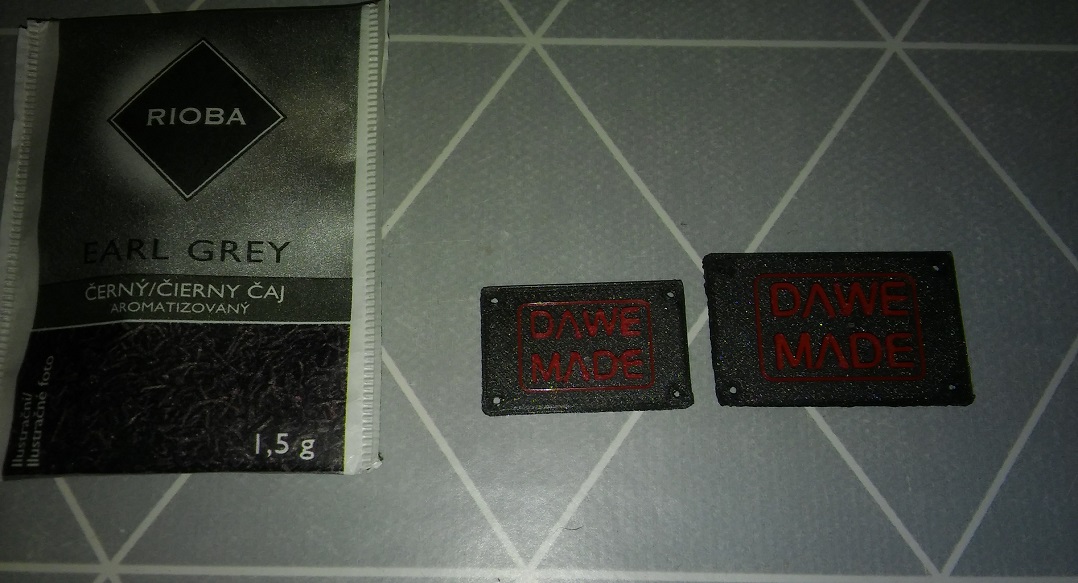 RIOBA
EARL GREY
ČERNÝ/ČIERNY ČAJ
AROMATIZOVANÝ
Ilustrační/
Ilustračné foto
1,5 g
DAWE
MADE
DAWE
MADE